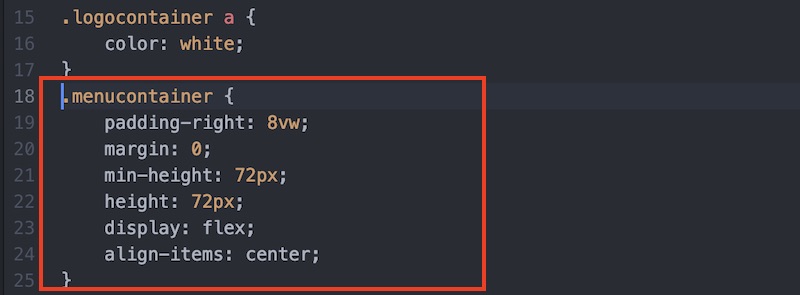 15 .logocontainer a {
16     color: white;
17 }
18 .menucontainer {
19     padding-right: 8vw;
20     margin: 0;
21     min-height: 72px;
22     height: 72px;
23     display: flex;
24     align-items: center;
25 }